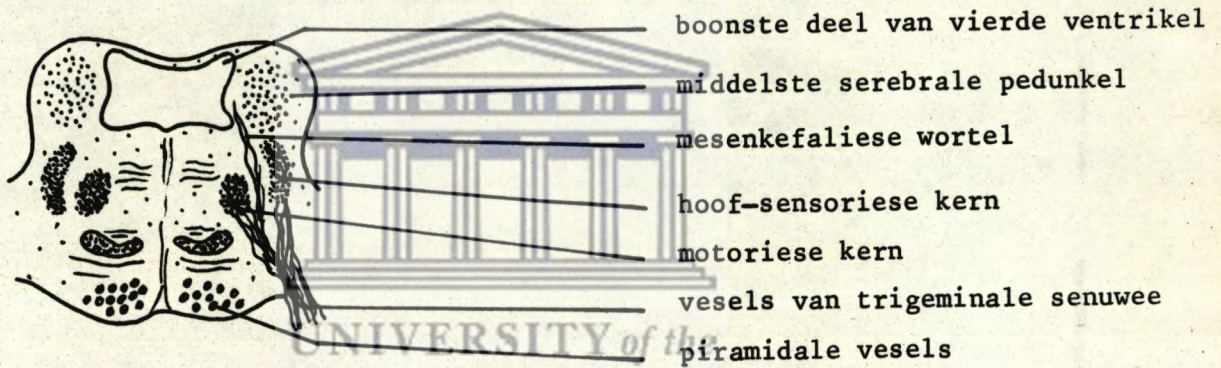 boonste deel van vierde ventrikel
middelste serebrale pedunkel
mesenkefaliese wortel
hoof-sensoriese kern
motoriese kern
vesels van trigeminale senuwee
UNIVERSITY of the
piramidale vesels